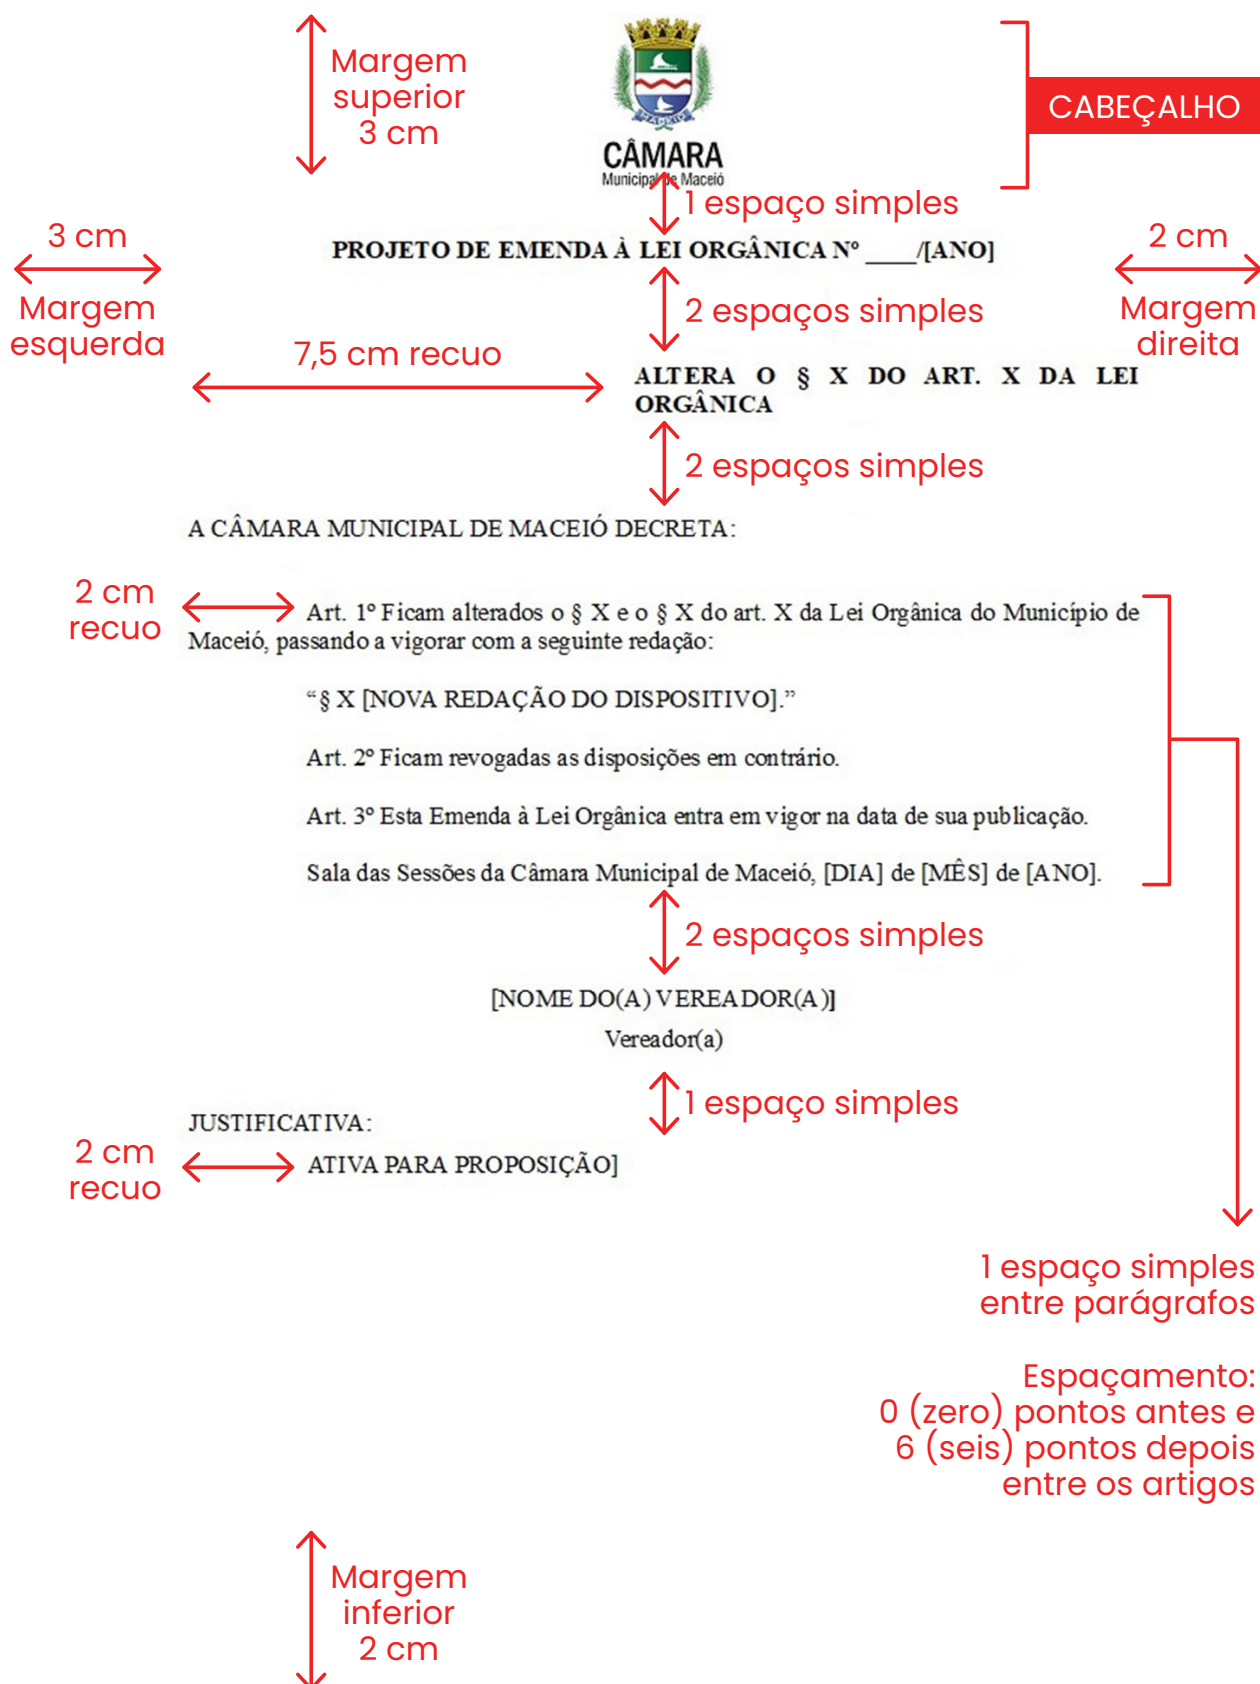 Margem
superior
3 cm
MACEIÓ
CÂMARA
Municipal de Maceió
CABEÇALHO
1 espaço simples
3 cm
Margem
esquerda
PROJETO DE EMENDA À LEI ORGÂNICA Nº ____/[ANO]
2 cm
Margem
direita
2 espaços simples
7,5 cm recuo
ALTERA O § X DO ART. X DA LEI
ORGÂNICA
2 espaços simples
A CÂMARA MUNICIPAL DE MACEIÓ DECRETA:
2 cm
recuo
Art. 1º Ficam alterados o § X e o § X do art. X da Lei Orgânica do Município de
Maceió, passando a vigorar com a seguinte redação:
“§ X [NOVA REDAÇÃO DO DISPOSITIVO].”
Art. 2º Ficam revogadas as disposições em contrário.
Art. 3º Esta Emenda à Lei Orgânica entra em vigor na data de sua publicação.
Sala das Sessões da Câmara Municipal de Maceió, [DIA] de [MÊS] de [ANO].
2 espaços simples
[NOME DO(A) VEREADOR(A)]
Vereador(a)
1 espaço simples
JUSTIFICATIVA:
2 cm
recuo
ATIVA PARA PROPOSIÇÃO]
1 espaço simples
entre parágrafos
Espaçamento:
0 (zero) pontos antes e
6 (seis) pontos depois
entre os artigos
Margem
inferior
2 cm